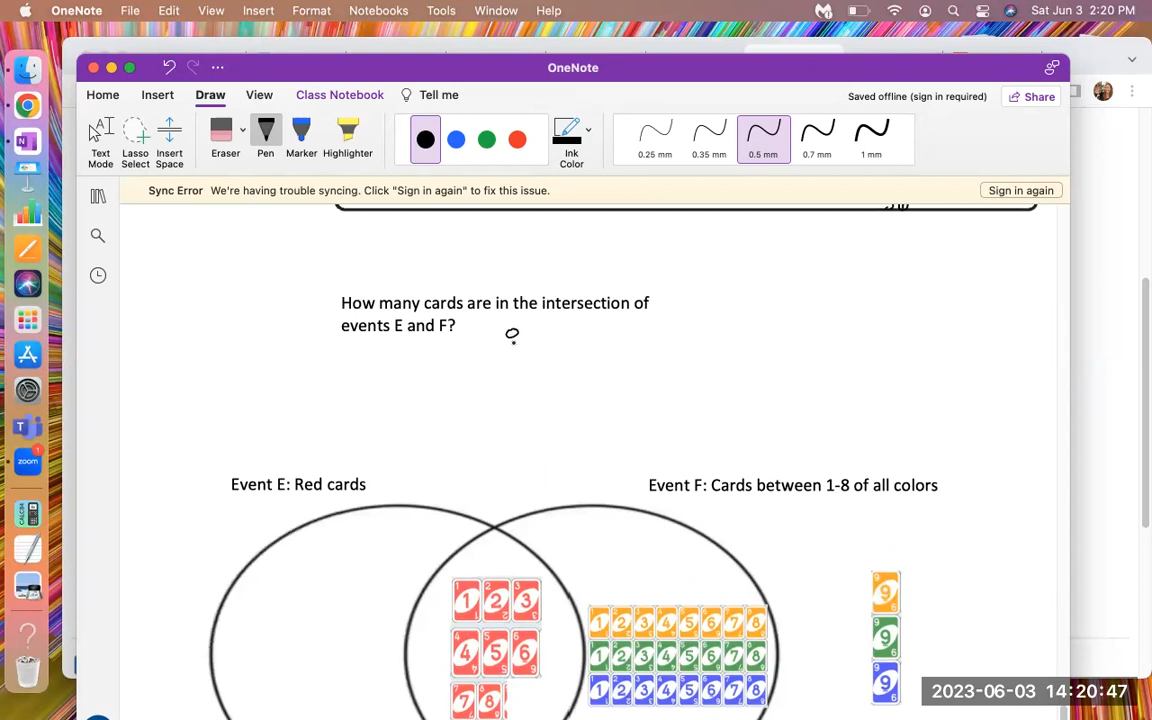 OneNote File Edit View Insert Format Notebooks Tools Window Help Sat Jun 3 2:20 PM
OneNote
Home Insert Draw View Class Notebook Tell me Saved offline (sign in required) Share
Text Mode Lasso Select Insert Space Eraser Pen Marker Highlighter Ink Color 0.25 mm 0.35 mm 0.5 mm 0.7 mm 1 mm
Sync Error We're having trouble syncing. Click "Sign in again" to fix this issue. Sign in again
How many cards are in the intersection of
events E and F?
Event E: Red cards Event F: Cards between 1-8 of all colors
1 2 3
4 5 6
7 8
1 2 3 4 5 6 7 8
1 2 3 4 5 6 7 8
1 2 3 4 5 6 7 8
9
9
9
zoom
1
2023-06-03 14:20:47